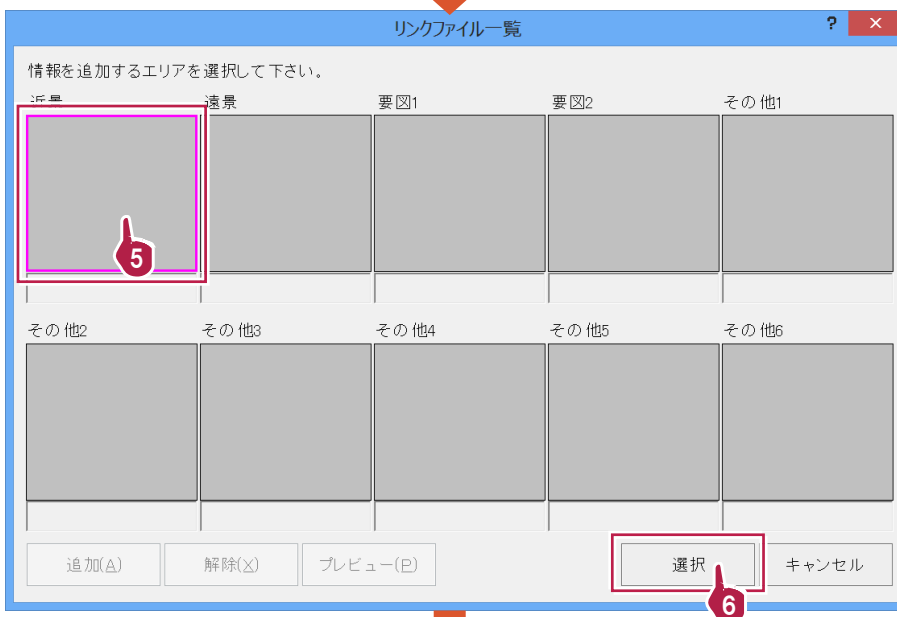 リンクファイル一覧
? ×
情報を追加するエリアを選択して下さい。
近景 遠景 要図1 要図2 その他1
5
その他2 その他3 その他4 その他5 その他6
追加(A) 解除(X) プレビュー(P) 選択 キャンセル
6